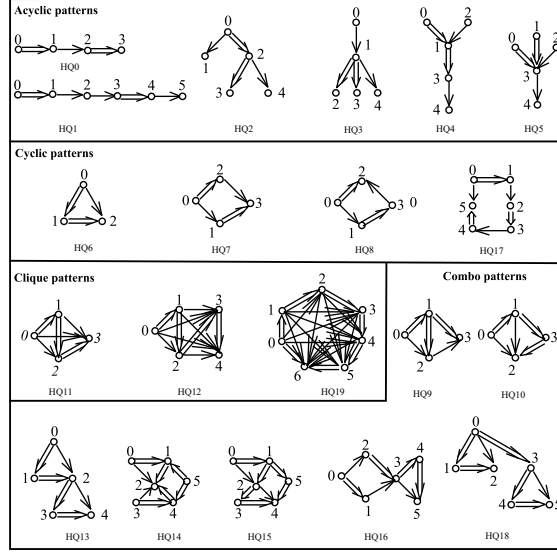 Acyclic patterns
0 1 2 3
HQ0
0 1 2 3 4 5
HQ1
0 1 2 3 4
HQ2
0 1 2 3 4
HQ3
0 2 1 3 4
HQ4
0 1 2 3 4
HQ5
Cyclic patterns
0 1 2
HQ6
0 1 2 3
HQ7
0 1 2 3 0
HQ8
0 1 5 2 4 3
HQ17
Clique patterns
0 1 2 3
HQ11
0 1 2 3 4
HQ12
0 1 2 3 4 5 6
HQ19
Combo patterns
0 1 2 3
HQ9
0 1 2 3
HQ10
0 1 2 3 4
HQ13
0 1 2 5 3 4
HQ14
0 1 2 5 3 4
HQ15
0 1 2 3 4 5
HQ16
0 1 2 3 4 5
HQ18